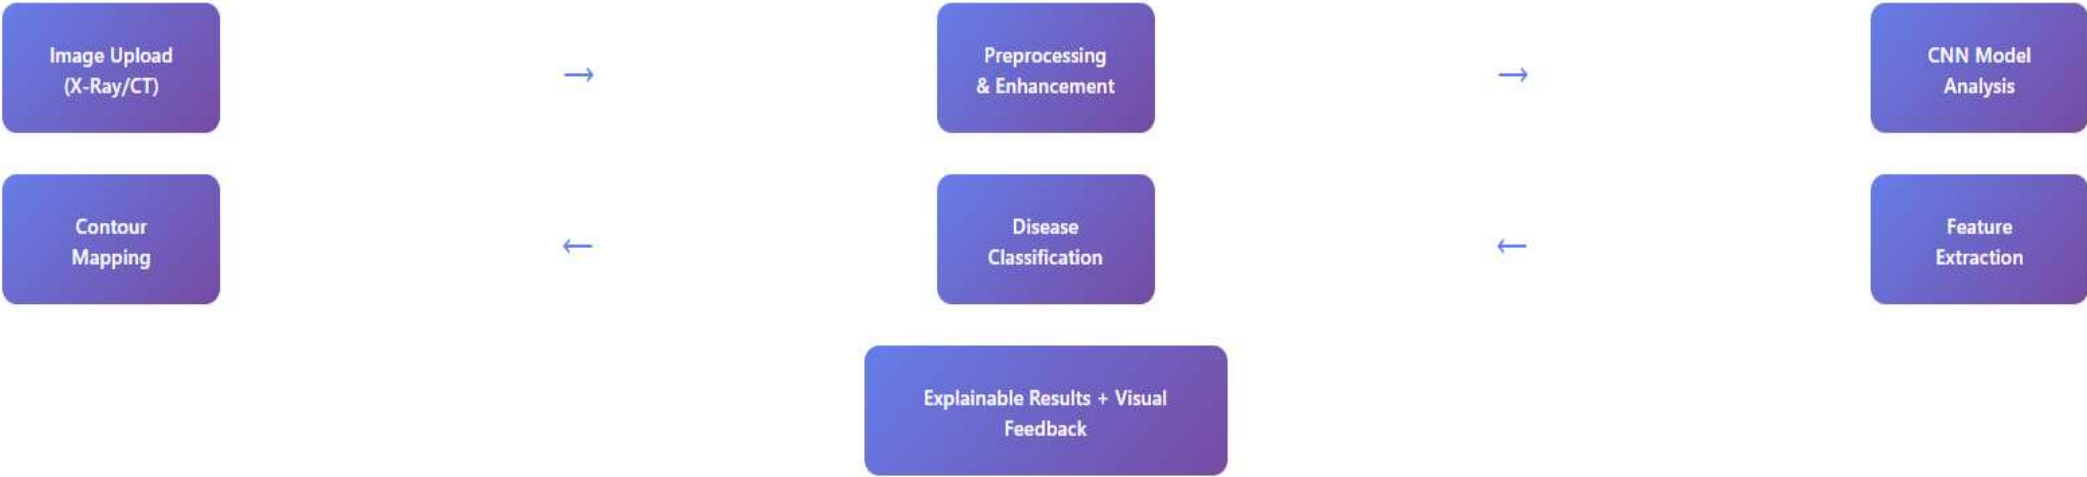 Image Upload
(X-Ray/CT)
→
Preprocessing
& Enhancement
→
CNN Model
Analysis
Contour
Mapping
←
Disease
Classification
←
Feature
Extraction
Explainable Results + Visual
Feedback